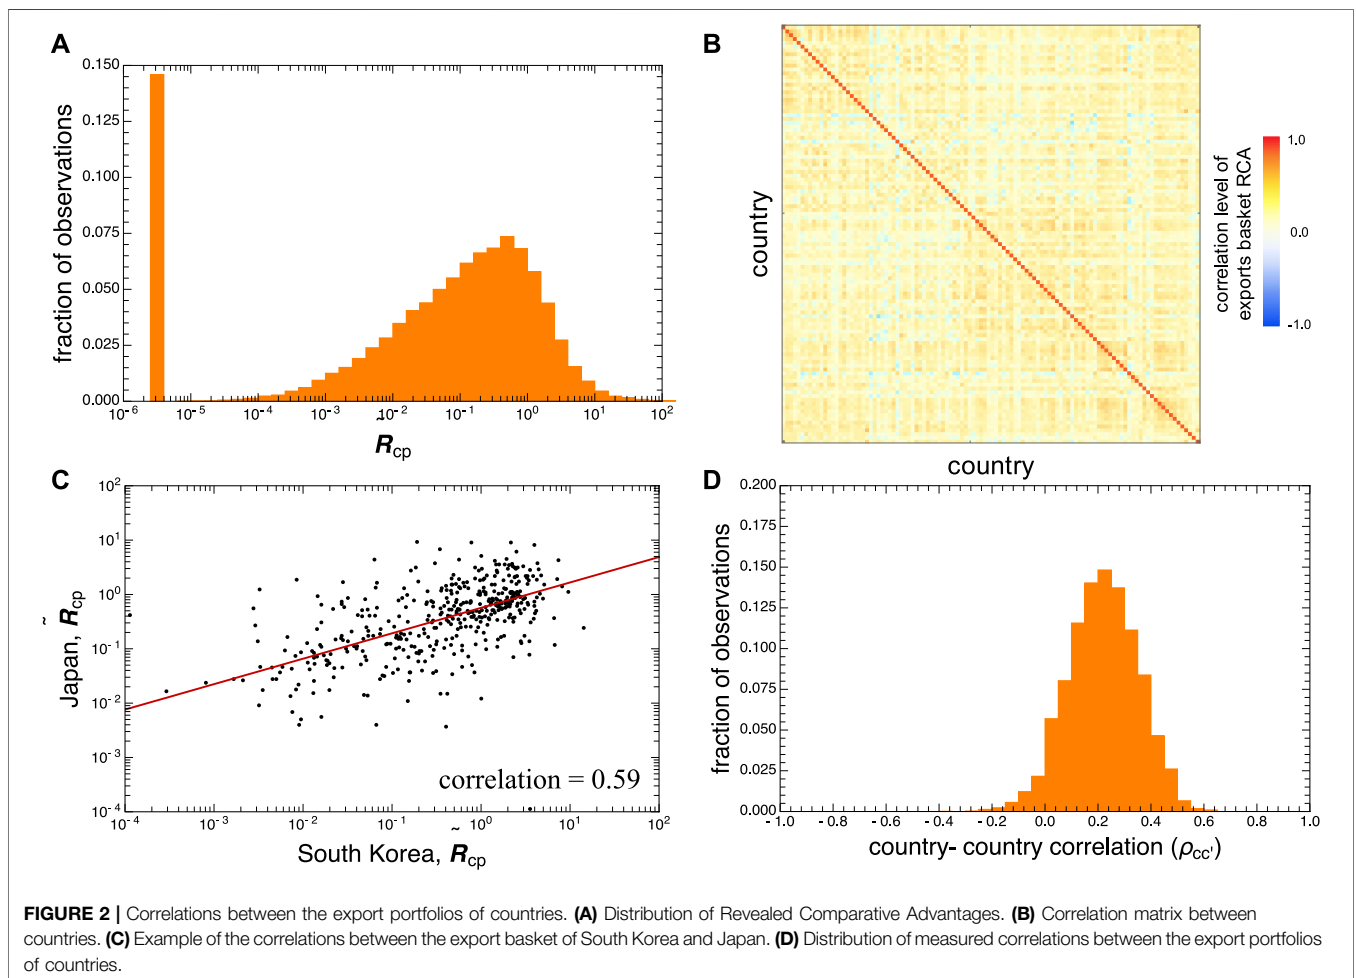 A
0.150
0.125
0.100
0.075
0.050
0.025
0.000
fraction of observations
10-6 10-5 10-4 10-3 10-2 10-1 100 101 102
R̃cp
B
country
country
correlation level of
exports basket RCA
1.0
0.0
-1.0
C
102
101
100
10-1
10-2
10-3
10-4
Japan, R̃cp
correlation = 0.59
10-4 10-3 10-2 10-1 100 101 102
South Korea, R̃cp
D
0.200
0.175
0.150
0.125
0.100
0.075
0.050
0.025
0.000
fraction of observations
-1.0 -0.8 -0.6 -0.4 -0.2 0.0 0.2 0.4 0.6 0.8 1.0
country- country correlation (ρcc')
FIGURE 2 | Correlations between the export portfolios of countries. (A) Distribution of Revealed Comparative Advantages. (B) Correlation matrix between
countries. (C) Example of the correlations between the export basket of South Korea and Japan. (D) Distribution of measured correlations between the export portfolios
of countries.